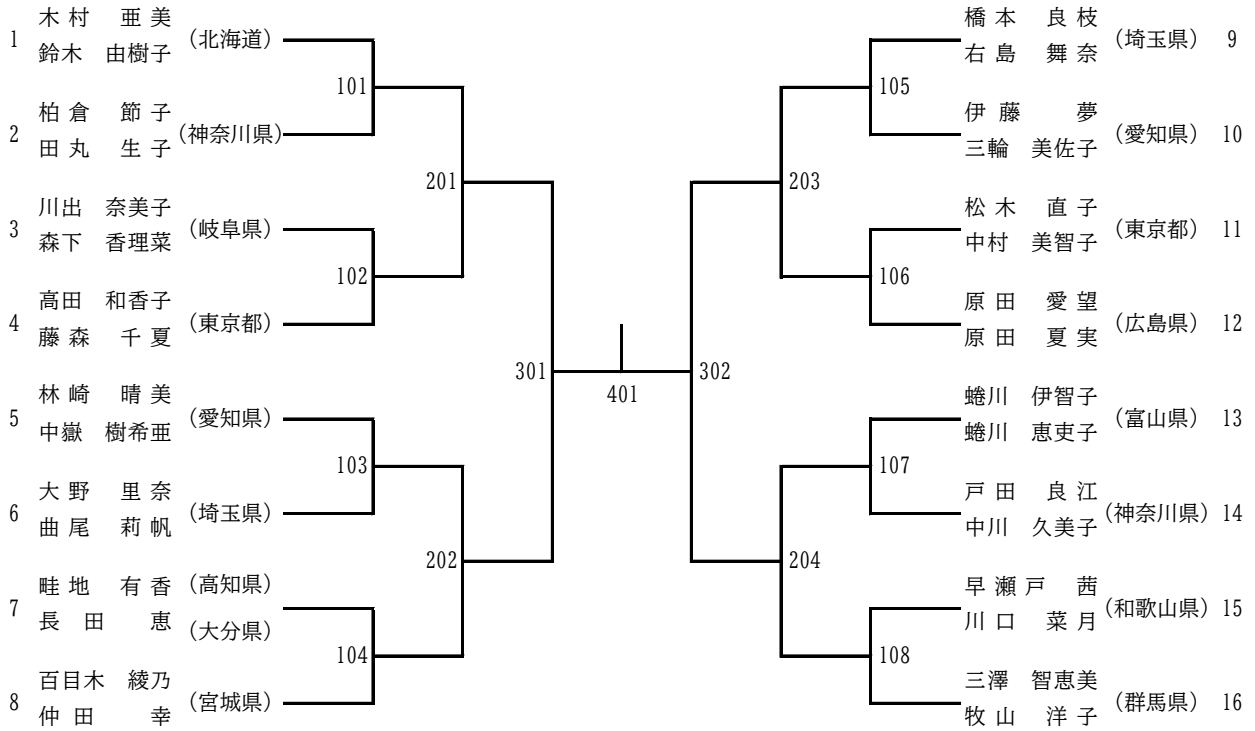 1 木村 亜美 (北海道)
鈴木 由樹子
101
2 柏倉 節子 (神奈川県)
田丸 生子
201
3 川出 奈美子 (岐阜県)
森下 香理菜
102
4 高田 和香子 (東京都)
藤森 千夏
301
5 林崎 晴美 (愛知県)
中嶽 樹希亜
103
6 大野 里奈 (埼玉県)
曲尾 莉帆
202
7 畦地 有香 (高知県)
長田 恵 (大分県)
104
8 百目木 綾乃 (宮城県)
仲田 幸
401
橋本 良枝 (埼玉県) 9
右島 舞奈
105
伊藤 夢 (愛知県) 10
三輪 美佐子
203
松木 直子 (東京都) 11
中村 美智子
106
原田 愛望 (広島県) 12
原田 夏実
302
蜷川 伊智子 (富山県) 13
蜷川 恵吏子
107
戸田 良江 (神奈川県) 14
中川 久美子
204
早瀬戸 茜 (和歌山県) 15
川口 菜月
108
三澤 智恵美 (群馬県) 16
牧山 洋子